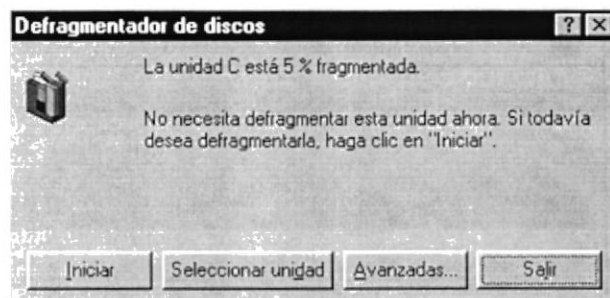 Defragmentador de discos ? ×
La unidad C está 5 % fragmentada.
No necesita defragmentar esta unidad ahora. Si todavía
desea defragmentarla, haga clic en "Iniciar".
Iniciar Seleccionar unidad Avanzadas... Salir